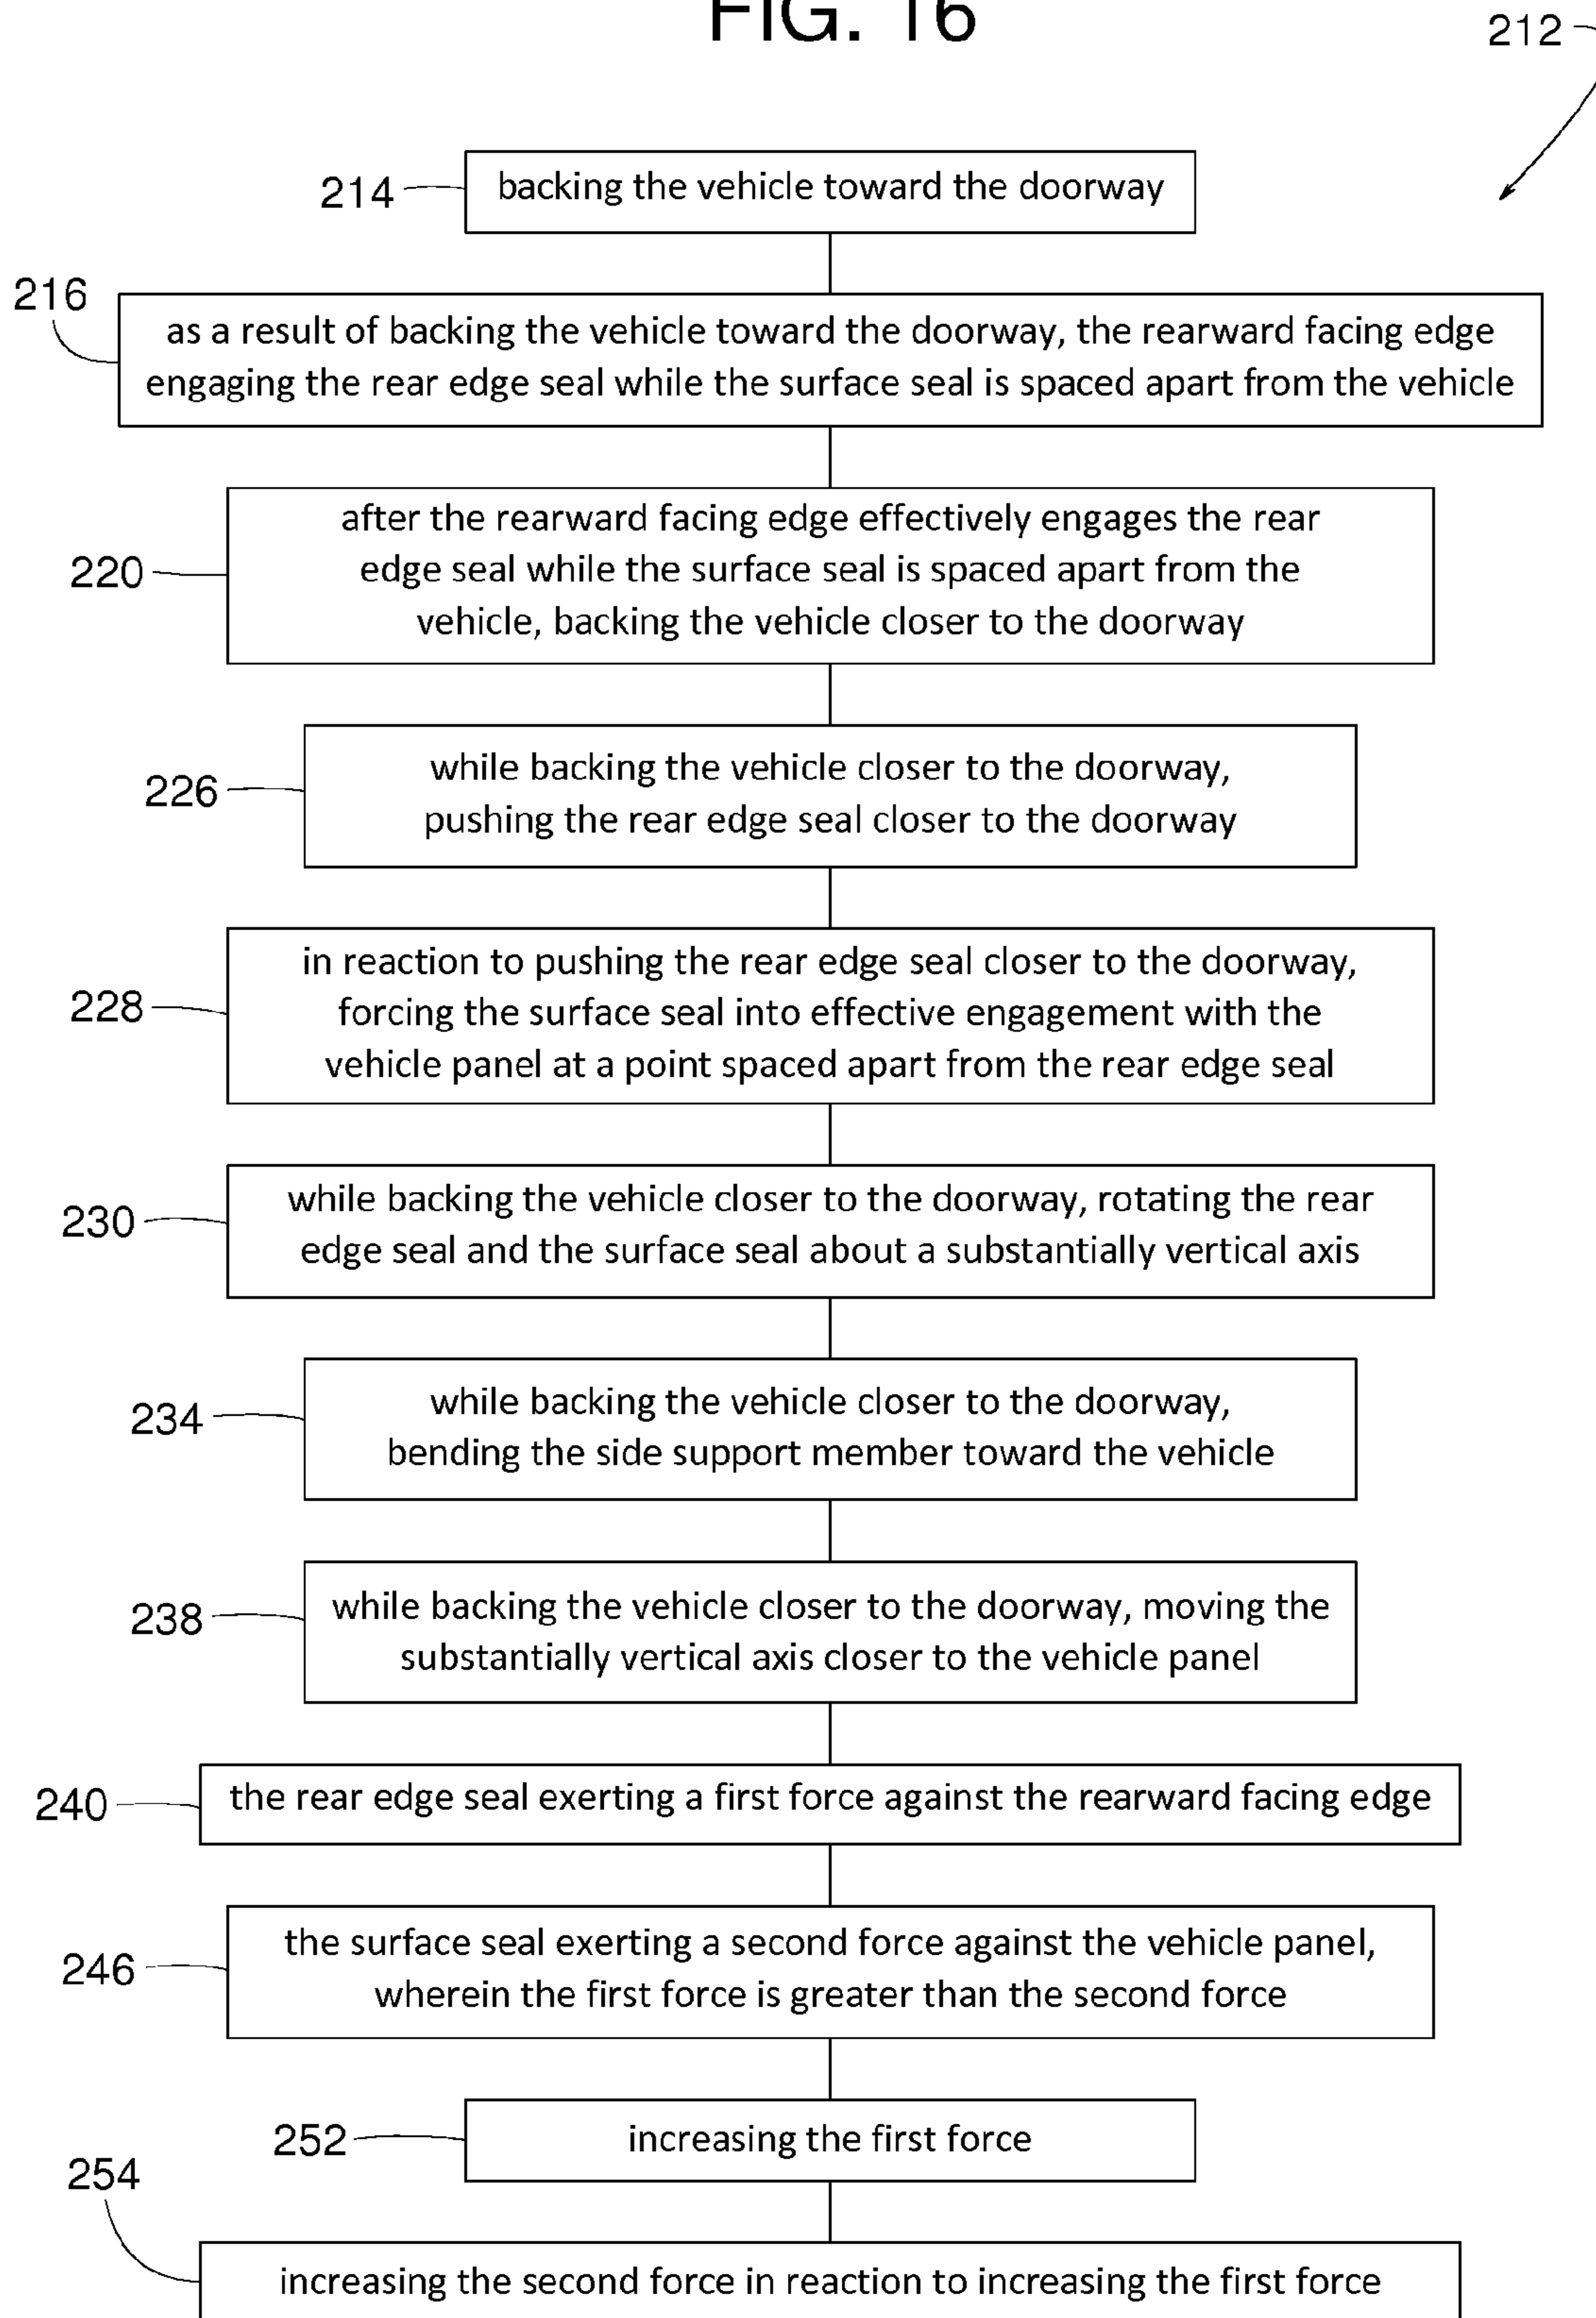 FIG. 16
212
214
backing the vehicle toward the doorway
216
as a result of backing the vehicle toward the doorway, the rearward facing edge
engaging the rear edge seal while the surface seal is spaced apart from the vehicle
220
after the rearward facing edge effectively engages the rear
edge seal while the surface seal is spaced apart from the
vehicle, backing the vehicle closer to the doorway
226
while backing the vehicle closer to the doorway,
pushing the rear edge seal closer to the doorway
228
in reaction to pushing the rear edge seal closer to the doorway,
forcing the surface seal into effective engagement with the
vehicle panel at a point spaced apart from the rear edge seal
230
while backing the vehicle closer to the doorway, rotating the rear
edge seal and the surface seal about a substantially vertical axis
234
while backing the vehicle closer to the doorway,
bending the side support member toward the vehicle
238
while backing the vehicle closer to the doorway, moving the
substantially vertical axis closer to the vehicle panel
240
the rear edge seal exerting a first force against the rearward facing edge
246
the surface seal exerting a second force against the vehicle panel,
wherein the first force is greater than the second force
252
increasing the first force
254
increasing the second force in reaction to increasing the first force